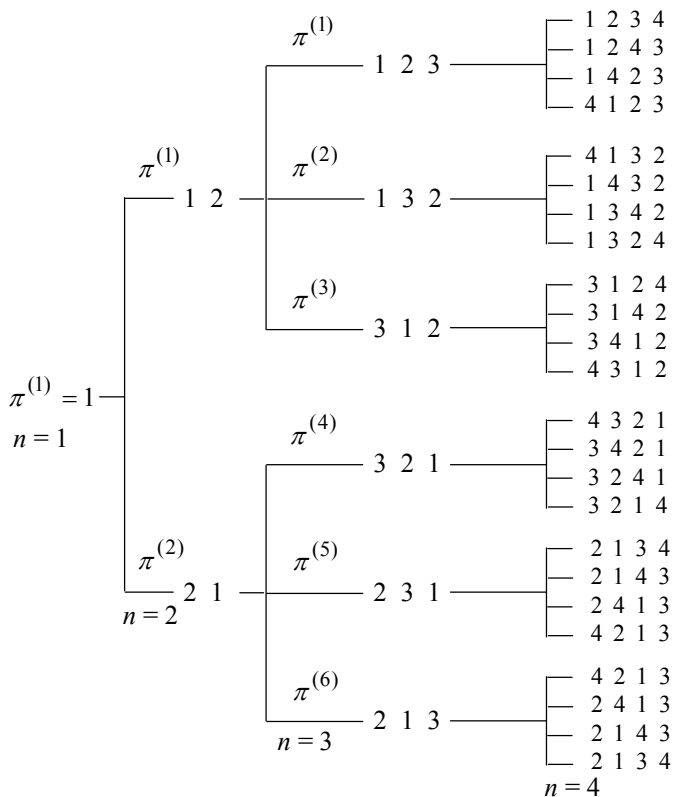 π(1)
1 2 3
1 2 3 4
1 2 4 3
1 4 2 3
4 1 2 3
π(1)
1 2
π(2)
1 3 2
4 1 3 2
1 4 3 2
1 3 4 2
1 3 2 4
π(3)
3 1 2
3 1 2 4
3 1 4 2
3 4 1 2
4 3 1 2
π(1) = 1
n = 1
π(4)
3 2 1
4 3 2 1
3 4 2 1
3 2 4 1
3 2 1 4
π(2)
2 1
n = 2
π(5)
2 3 1
2 1 3 4
2 1 4 3
2 4 1 3
4 2 1 3
π(6)
2 1 3
n = 3
4 2 1 3
2 4 1 3
2 1 4 3
2 1 3 4
n = 4